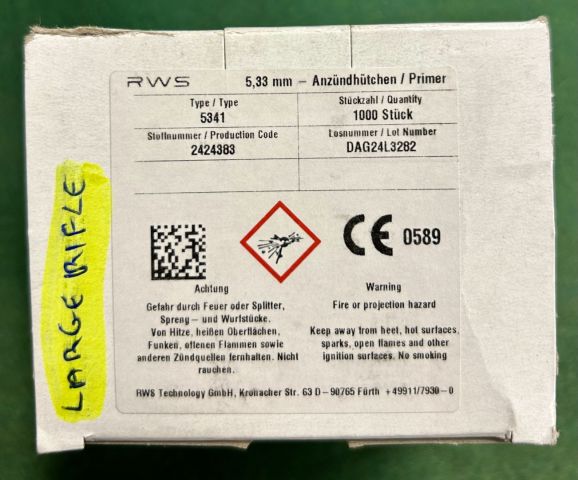 RWS 5,33 mm – Anzündhütchen / Primer
Type / Type
5341
Stückzahl / Quantity
1000 Stück
Stoffnummer / Production Code
2424383
Losnummer / Lot Number
DAG24L3282
CE 0589
Achtung
Gefahr durch Feuer oder Splitter,
Spreng – und Wurfstücke.
Von Hitze, heißen Oberflächen,
Funken, offenen Flammen sowie
anderen Zündquellen fernhalten. Nicht
rauchen.
Warning
Fire or projection hazard
Keep away from heet, hot surfaces,
sparks, open flames and other
ignition surfaces. No smoking
RWS Technology GmbH, Kronacher Str. 63 D – 90765 Fürth +49911/7930–0
LARGE RIFLE